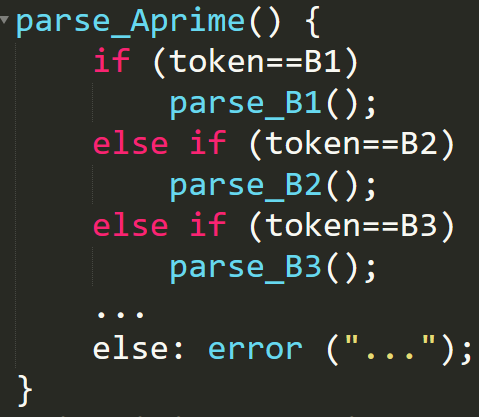 parse_Aprime() {
    if (token==B1)
        parse_B1();
    else if (token==B2)
        parse_B2();
    else if (token==B3)
        parse_B3();
    ...
    else: error ("...");
}